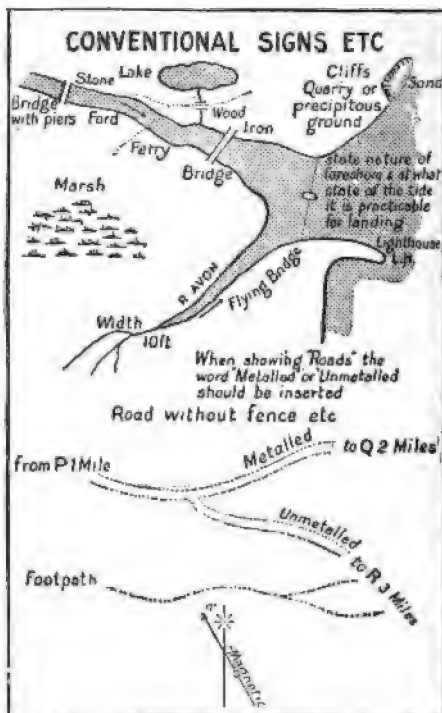 CONVENTIONAL SIGNS ETC
Stone
Lake
Cliffs
Quarry or
precipitous
ground
Sand
Bridge
with piers
Ford
Wood
Iron
Ferry
Bridge
state nature of
foreshore & at what
state of the tide
it is practicable
for landing
Marsh
Lighthouse
L.H.
R AVON
Flying Bridge
Width
10ft
When showing "Roads" the
word "Metalled" or "Unmetalled
should be inserted
Road without fence etc
from P 1 Mile
Metalled
to Q 2 Miles
Unmetalled
to R 3 Miles
Footpath
Magnetic